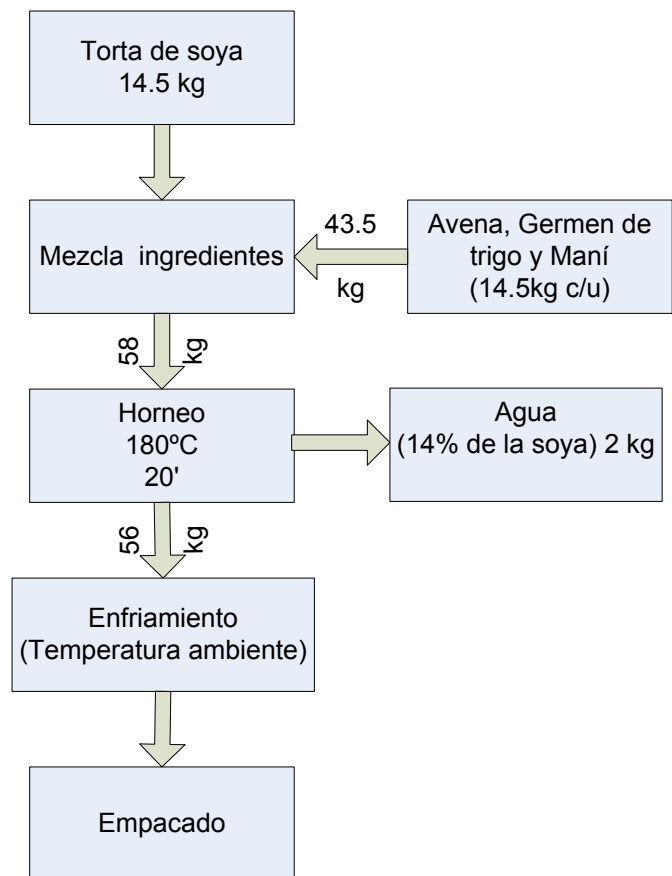 Torta de soya
14.5 kg
Mezcla ingredientes
43.5
kg
Avena, Germen de
trigo y Maní
(14.5kg c/u)
58
kg
Horneo
180ºC
20'
Agua
(14% de la soya) 2 kg
56
kg
Enfriamiento
(Temperatura ambiente)
Empacado